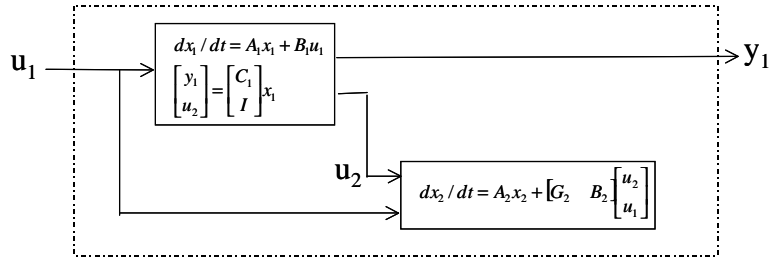 u₁
dx₁ / dt = A₁x₁ + B₁u₁
[y₁; u₂] = [C₁; I] x₁
y₁
u₂
dx₂ / dt = A₂x₂ + [G₂ B₂] [u₂; u₁]